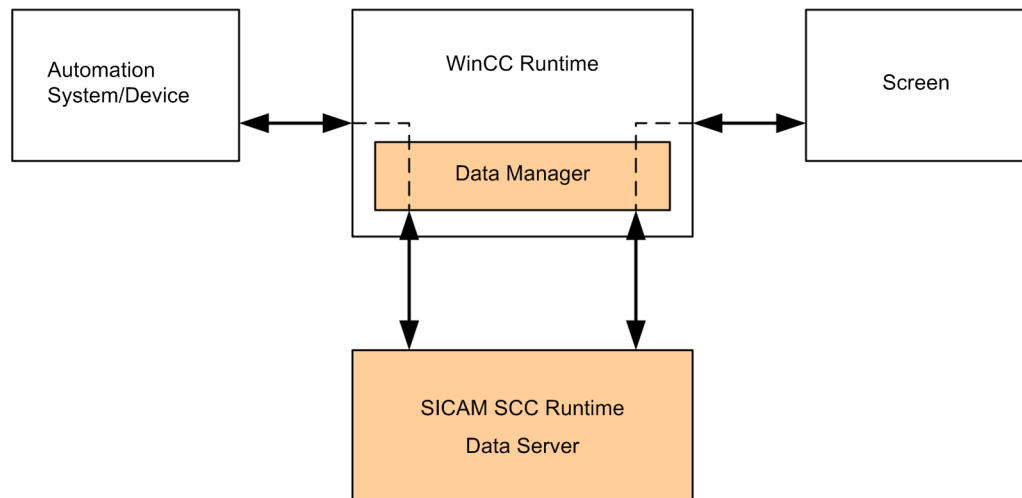 Automation
System/Device
WinCC Runtime
Screen
Data Manager
SICAM SCC Runtime
Data Server